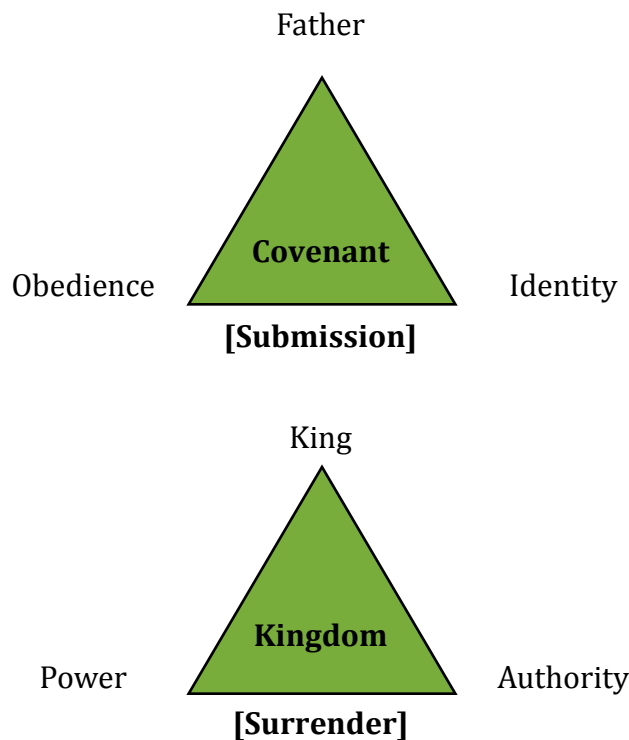 Father
Covenant
Obedience
Identity
[Submission]
King
Kingdom
Power
Authority
[Surrender]